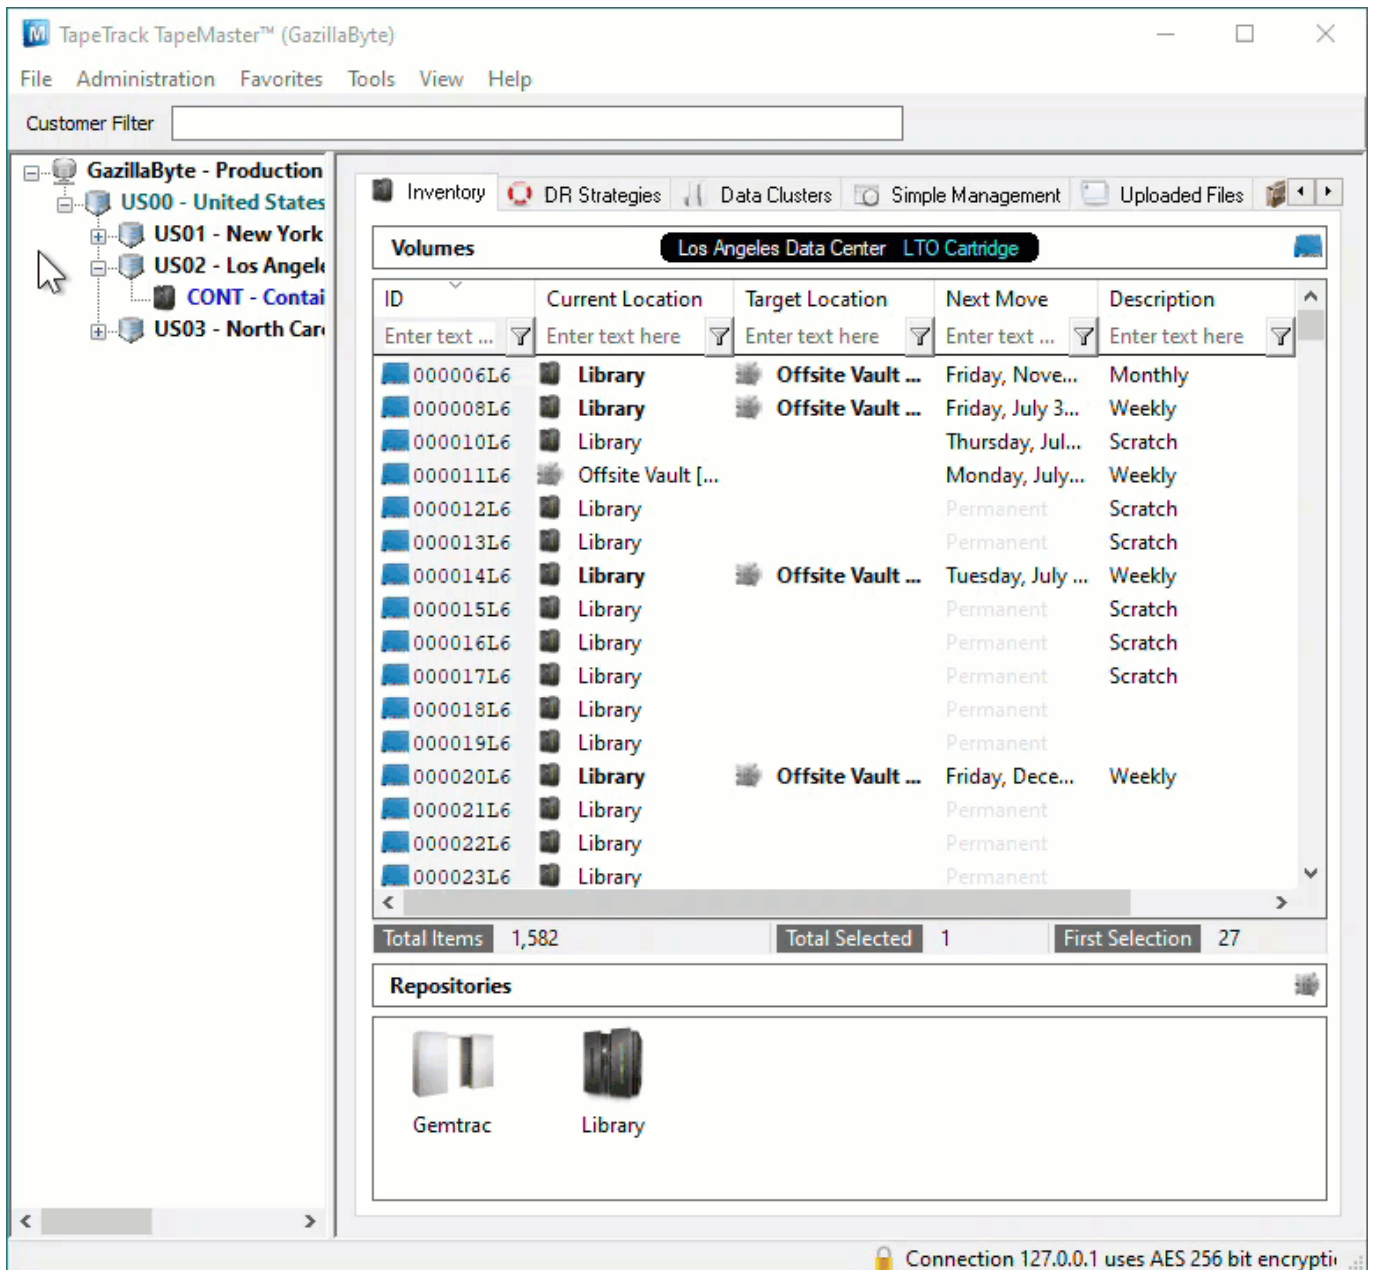 TapeTrack TapeMaster™ (GazillaByte)
File Administration Favorites Tools View Help
Customer Filter
GazillaByte - Production
US00 - United States
US01 - New York
US02 - Los Angele
CONT - Contai
US03 - North Car
Inventory DR Strategies Data Clusters Simple Management Uploaded Files
Volumes Los Angeles Data Center LTO Cartridge
ID Current Location Target Location Next Move Description
Enter text ... Enter text here Enter text here Enter text ... Enter text here
000006L6 Library Offsite Vault ... Friday, Nove... Monthly
000008L6 Library Offsite Vault ... Friday, July 3... Weekly
000010L6 Library Thursday, Jul... Scratch
000011L6 Offsite Vault [... Monday, July... Weekly
000012L6 Library Permanent Scratch
000013L6 Library Permanent Scratch
000014L6 Library Offsite Vault ... Tuesday, July ... Weekly
000015L6 Library Permanent Scratch
000016L6 Library Permanent Scratch
000017L6 Library Permanent Scratch
000018L6 Library Permanent
000019L6 Library Permanent
000020L6 Library Offsite Vault ... Friday, Dece... Weekly
000021L6 Library Permanent
000022L6 Library Permanent
000023L6 Library Permanent
Total Items 1,582 Total Selected 1 First Selection 27
Repositories
Gemtrac Library
Connection 127.0.0.1 uses AES 256 bit encrypti